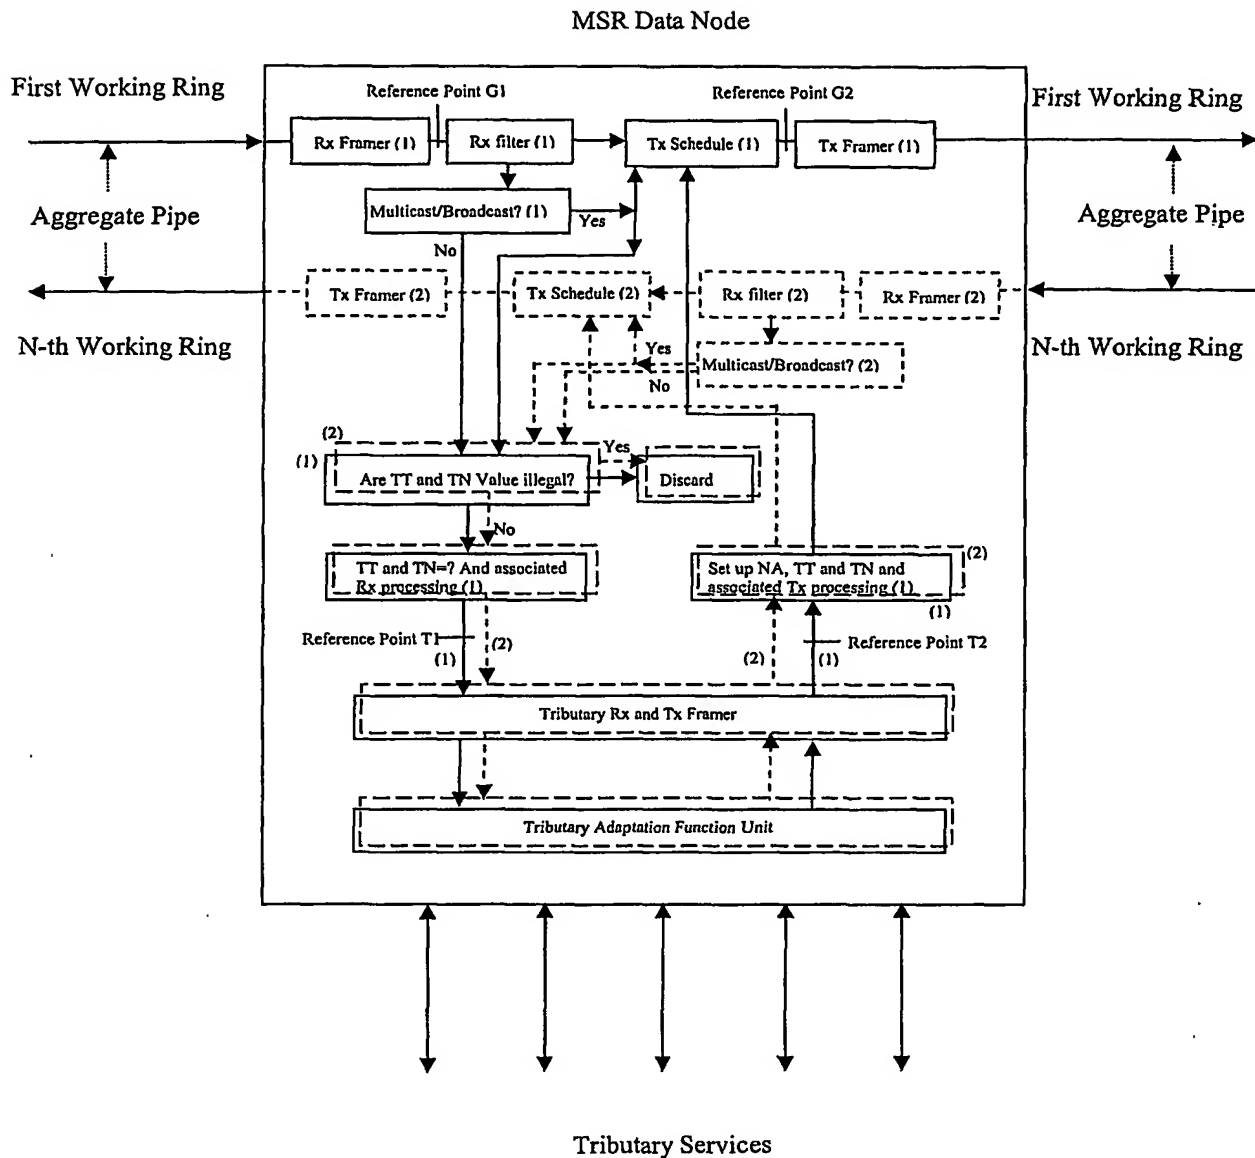 MSR Data Node
First Working Ring
Reference Point G1
Reference Point G2
First Working Ring
Rx Framer (1)
Rx filter (1)
Tx Schedule (1)
Tx Framer (1)
Aggregate Pipe
Multicast/Broadcast? (1)
Yes
Aggregate Pipe
No
Tx Framer (2)
Tx Schedule (2)
Rx filter (2)
Rx Framer (2)
N-th Working Ring
Yes
Multicast/Broadcast? (2)
N-th Working Ring
No
(2)
(1)
Are TT and TN Value illegal?
Yes
Discard
No
TT and TN=? And associated
Rx processing (1)
Set up NA, TT and TN and
associated Tx processing (1)
(2)
(1)
Reference Point T1
(1)
(2)
(2)
(1)
Reference Point T2
Tributary Rx and Tx Framer
Tributary Adaptation Function Unit
Tributary Services